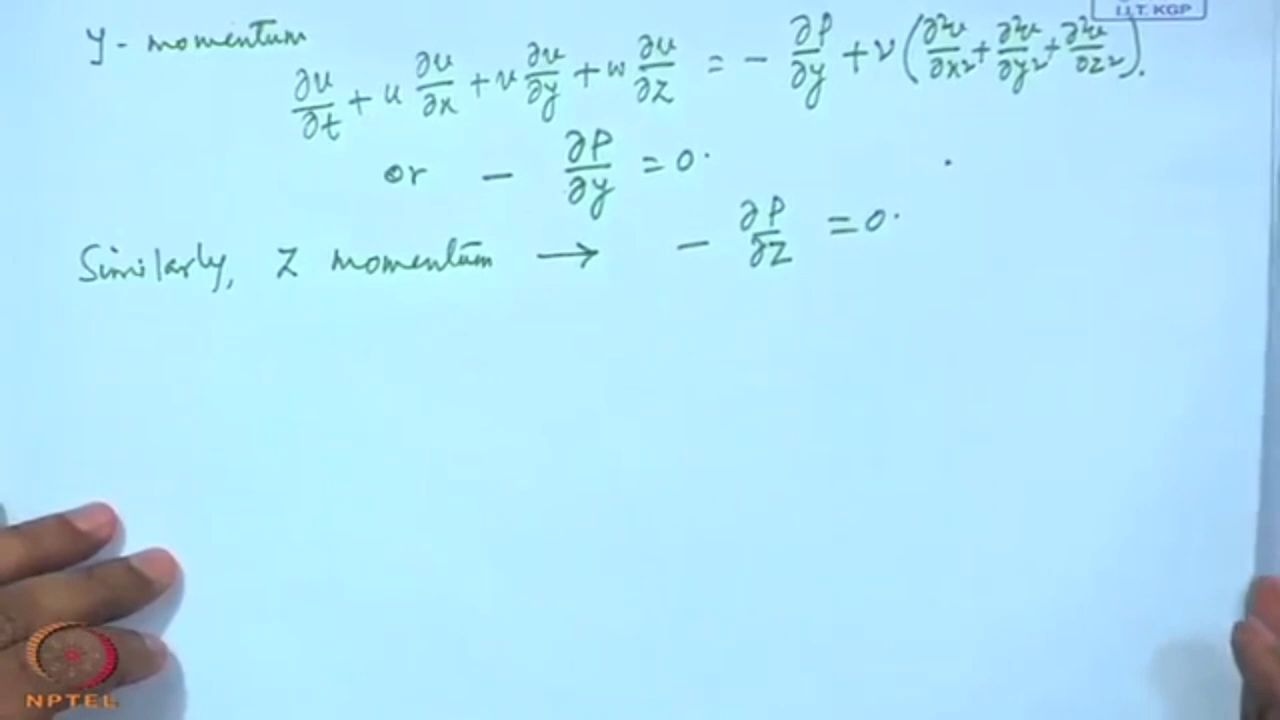 I.I.T. KGP
y - momentum
∂v/∂t + u ∂v/∂x + v ∂v/∂y + w ∂v/∂z = - ∂p/∂y + ν (∂²v/∂x² + ∂²v/∂y² + ∂²v/∂z²).
or - ∂p/∂y = 0.
Similarly, z momentum → - ∂p/∂z = 0.
NPTEL